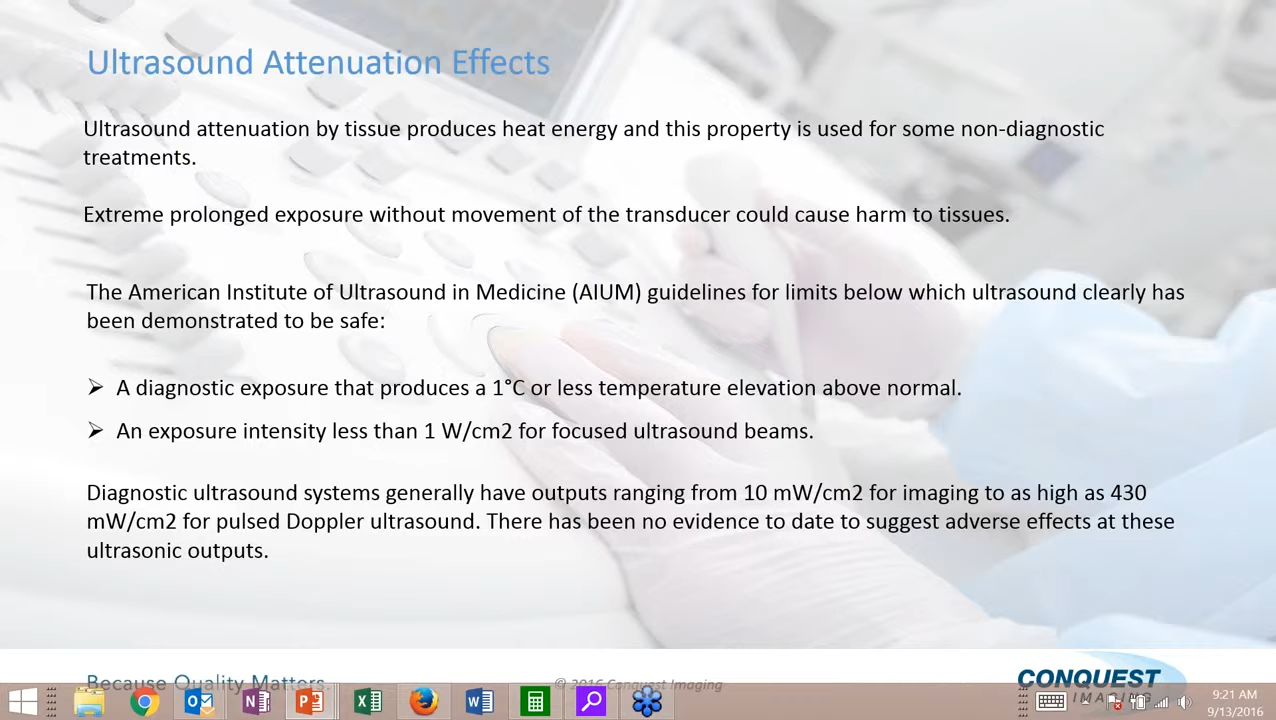 Ultrasound Attenuation Effects
Ultrasound attenuation by tissue produces heat energy and this property is used for some non-diagnostic
treatments.
Extreme prolonged exposure without movement of the transducer could cause harm to tissues.
The American Institute of Ultrasound in Medicine (AIUM) guidelines for limits below which ultrasound clearly has
been demonstrated to be safe:
➢ A diagnostic exposure that produces a 1°C or less temperature elevation above normal.
➢ An exposure intensity less than 1 W/cm2 for focused ultrasound beams.
Diagnostic ultrasound systems generally have outputs ranging from 10 mW/cm2 for imaging to as high as 430
mW/cm2 for pulsed Doppler ultrasound. There has been no evidence to date to suggest adverse effects at these
ultrasonic outputs.
Because Quality Matters.
© 2016 Conquest Imaging
CONQUEST
IMAGING
9:21 AM
9/13/2016